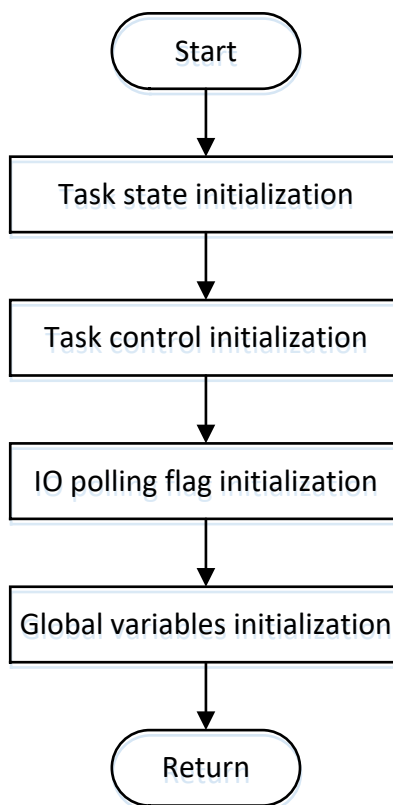 Start
Task state initialization
Task control initialization
IO polling flag initialization
Global variables initialization
Return